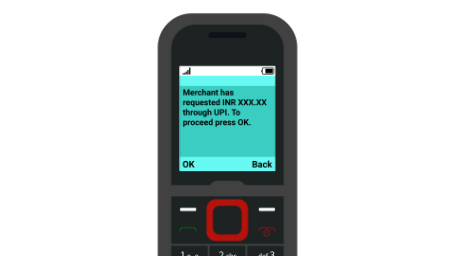 Merchant has
requested INR XXX.XX
through UPI. To
proceed press OK.
OK Back
1 2 abc def 3